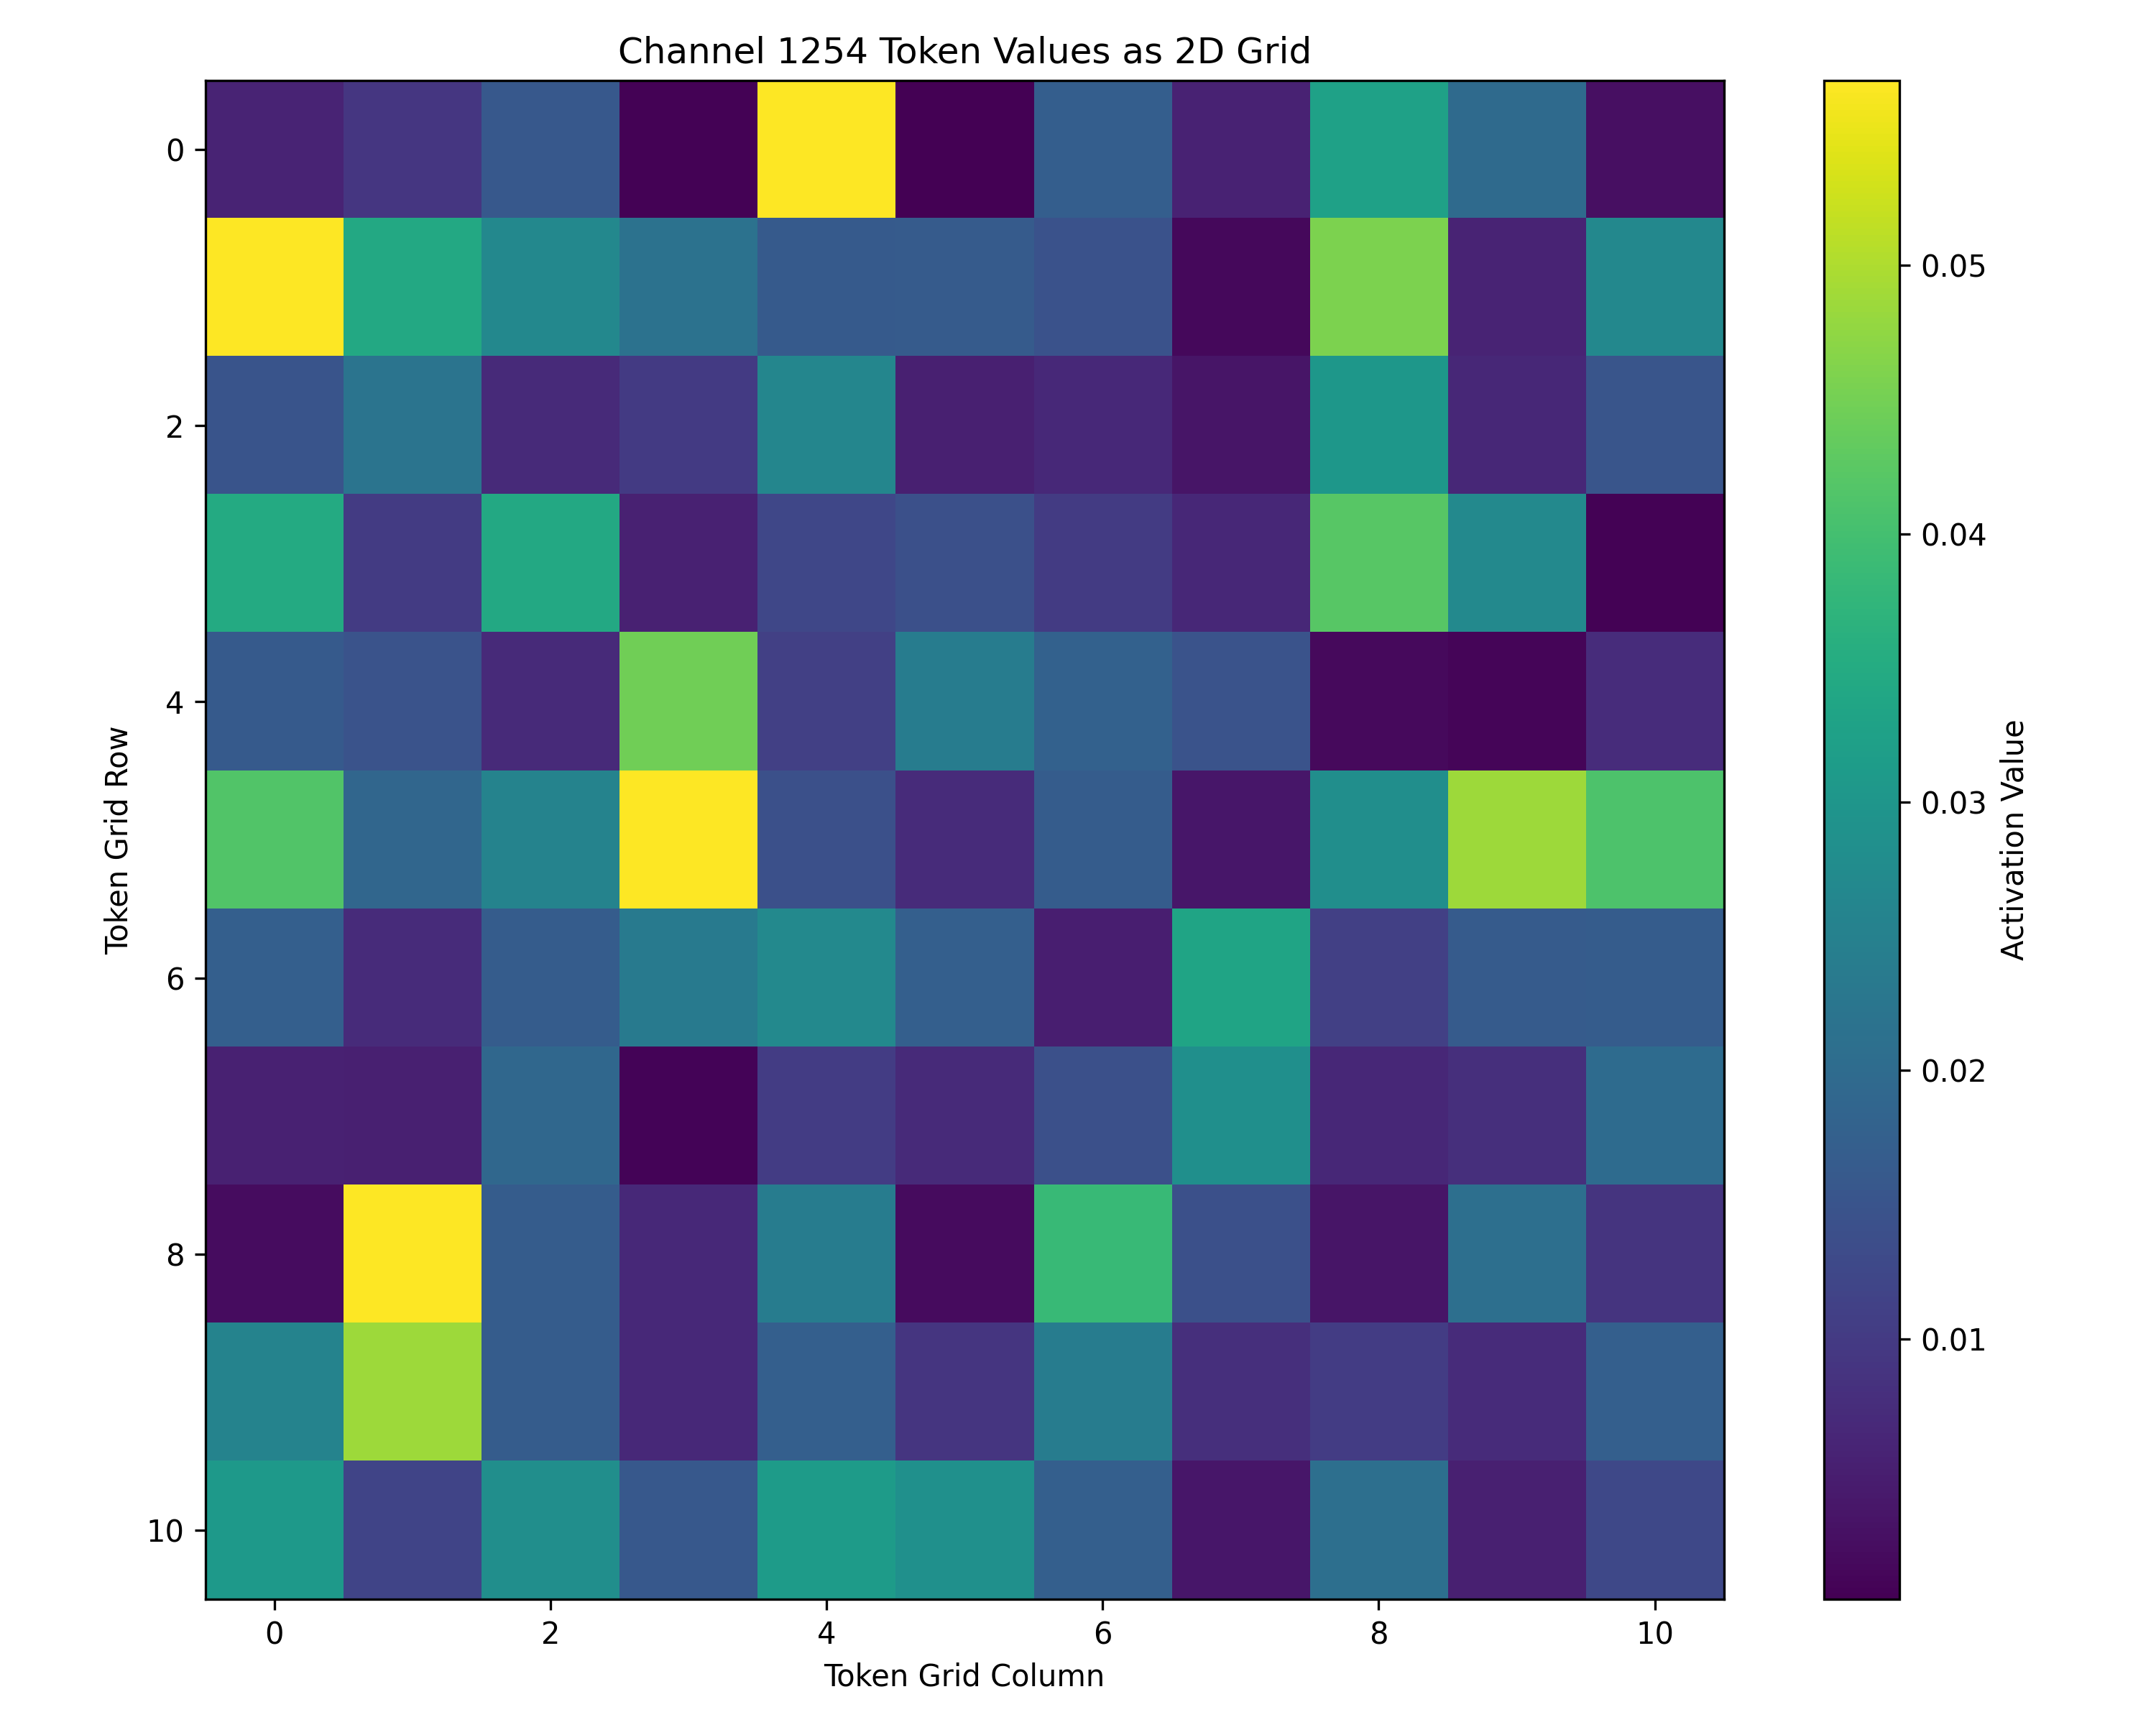 Channel 1254 Token Values as 2D Grid
0
2
4
6
8
10
Token Grid Row
0 2 4 6 8 10
Token Grid Column
0.05
0.04
0.03
0.02
0.01
Activation Value